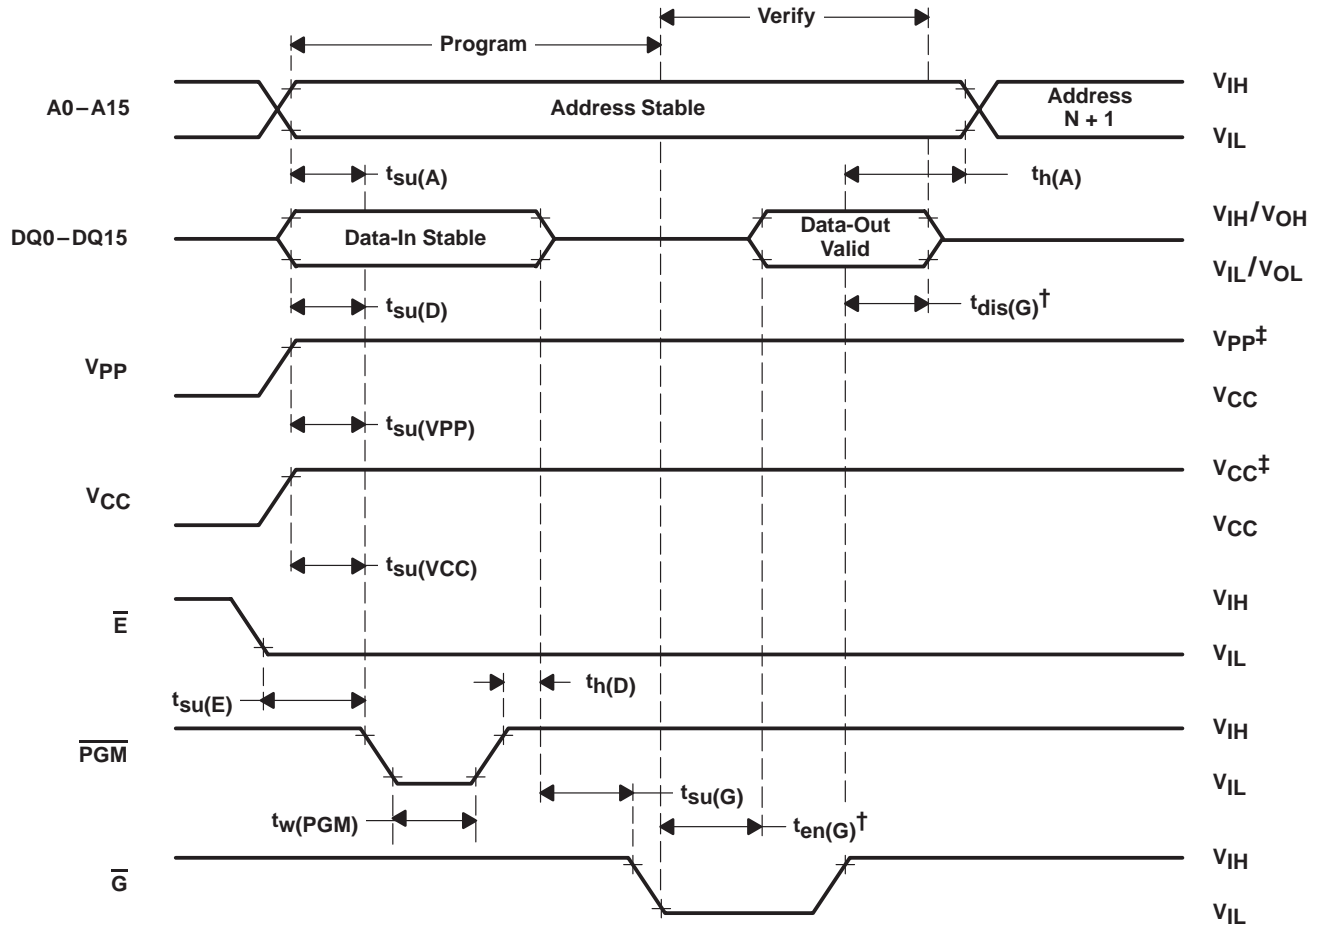 Verify
Program
A0–A15
Address Stable
Address
N + 1
VIH
VIL
tsu(A)
th(A)
DQ0–DQ15
Data-In Stable
Data-Out
Valid
VIH/VOH
VIL/VOL
tsu(D)
tdis(G)†
VPP
VPP‡
VCC
tsu(VPP)
VCC
VCC‡
VCC
tsu(VCC)
E̅
VIH
VIL
tsu(E)
th(D)
P̅G̅M̅
VIH
VIL
tsu(G)
tw(PGM)
ten(G)†
G̅
VIH
VIL